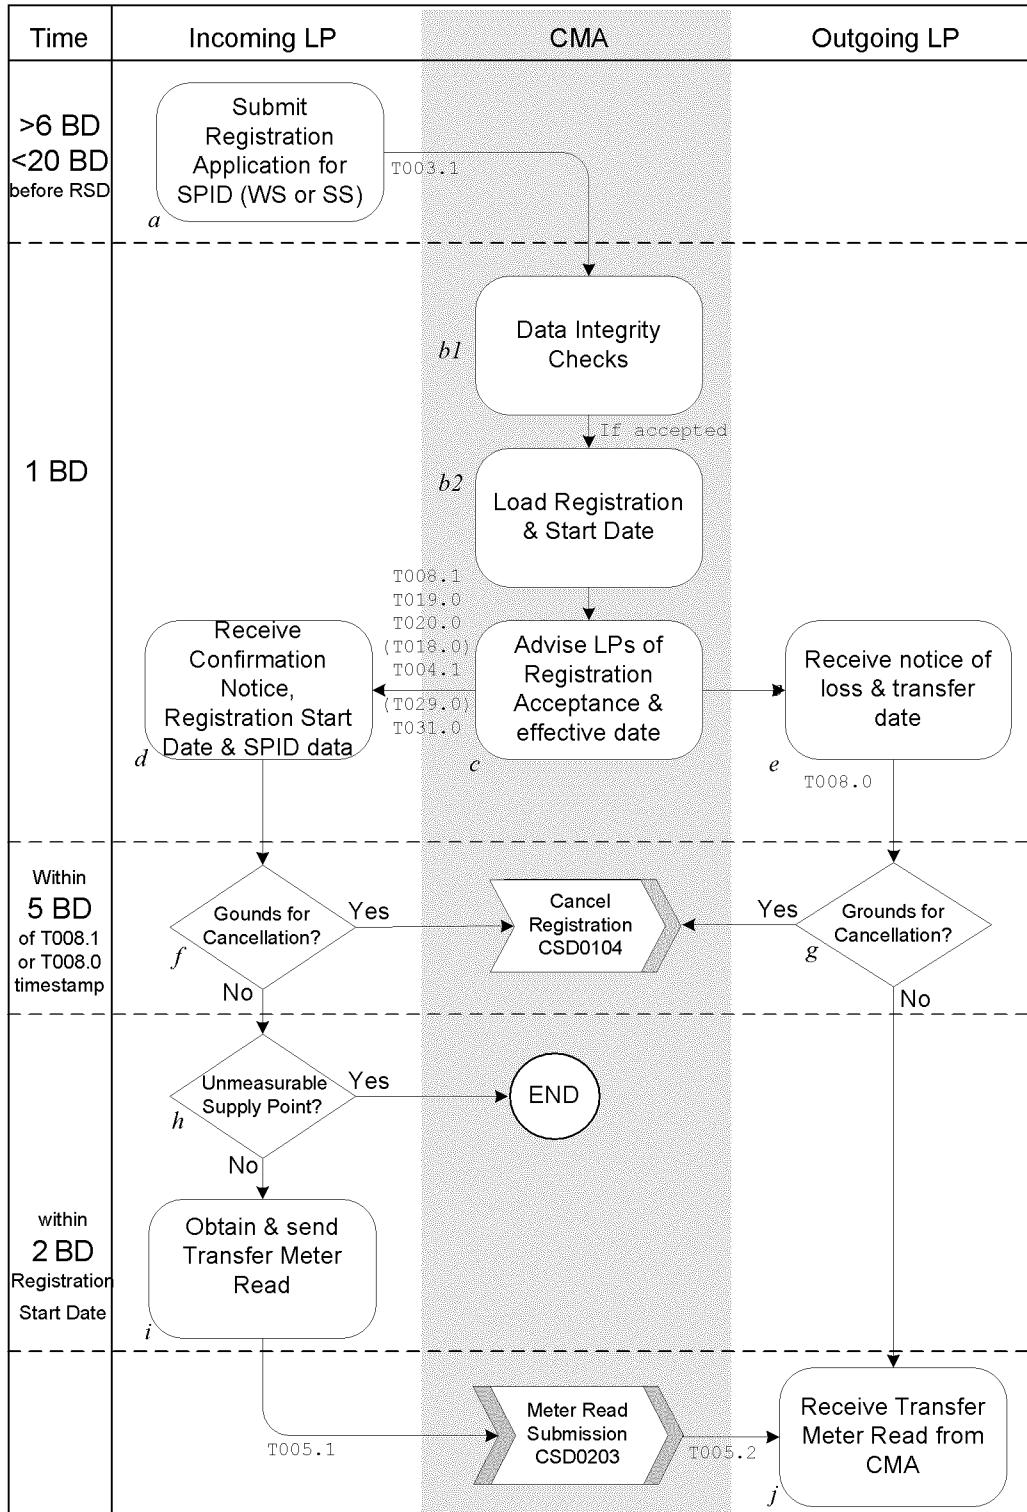 Time
Incoming LP
CMA
Outgoing LP
>6 BD
<20 BD
before RSD
Submit
Registration
Application for
SPID (WS or SS)
a
T003.1
1 BD
Data Integrity
Checks
b1
If accepted
b2
Load Registration
& Start Date
T008.1
T019.0
T020.0
(T018.0)
T004.1
(T029.0)
T031.0
Receive
Confirmation
Notice,
Registration Start
Date & SPID data
d
Advise LPs of
Registration
Acceptance &
effective date
c
Receive notice of
loss & transfer
date
e
T008.0
Within
5 BD
of T008.1
or T008.0
timestamp
Gounds for
Cancellation?
f
Yes
No
Cancel
Registration
CSD0104
Yes
Grounds for
Cancellation?
g
No
Unmeasurable
Supply Point?
h
Yes
No
END
within
2 BD
Registration
Start Date
Obtain & send
Transfer Meter
Read
i
T005.1
Meter Read
Submission
CSD0203
T005.2
Receive Transfer
Meter Read from
CMA
j